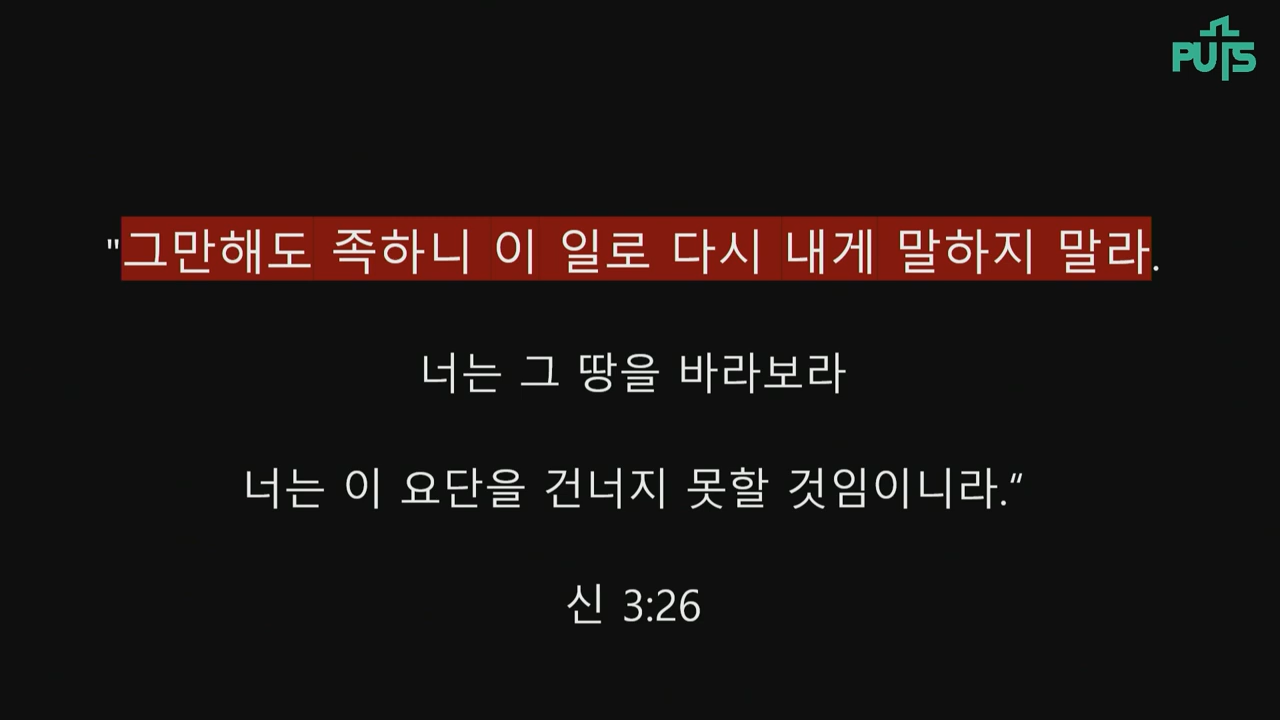 PUTS
"그만해도 족하니 이 일로 다시 내게 말하지 말라.
너는 그 땅을 바라보라
너는 이 요단을 건너지 못할 것임이니라.“
신 3:26